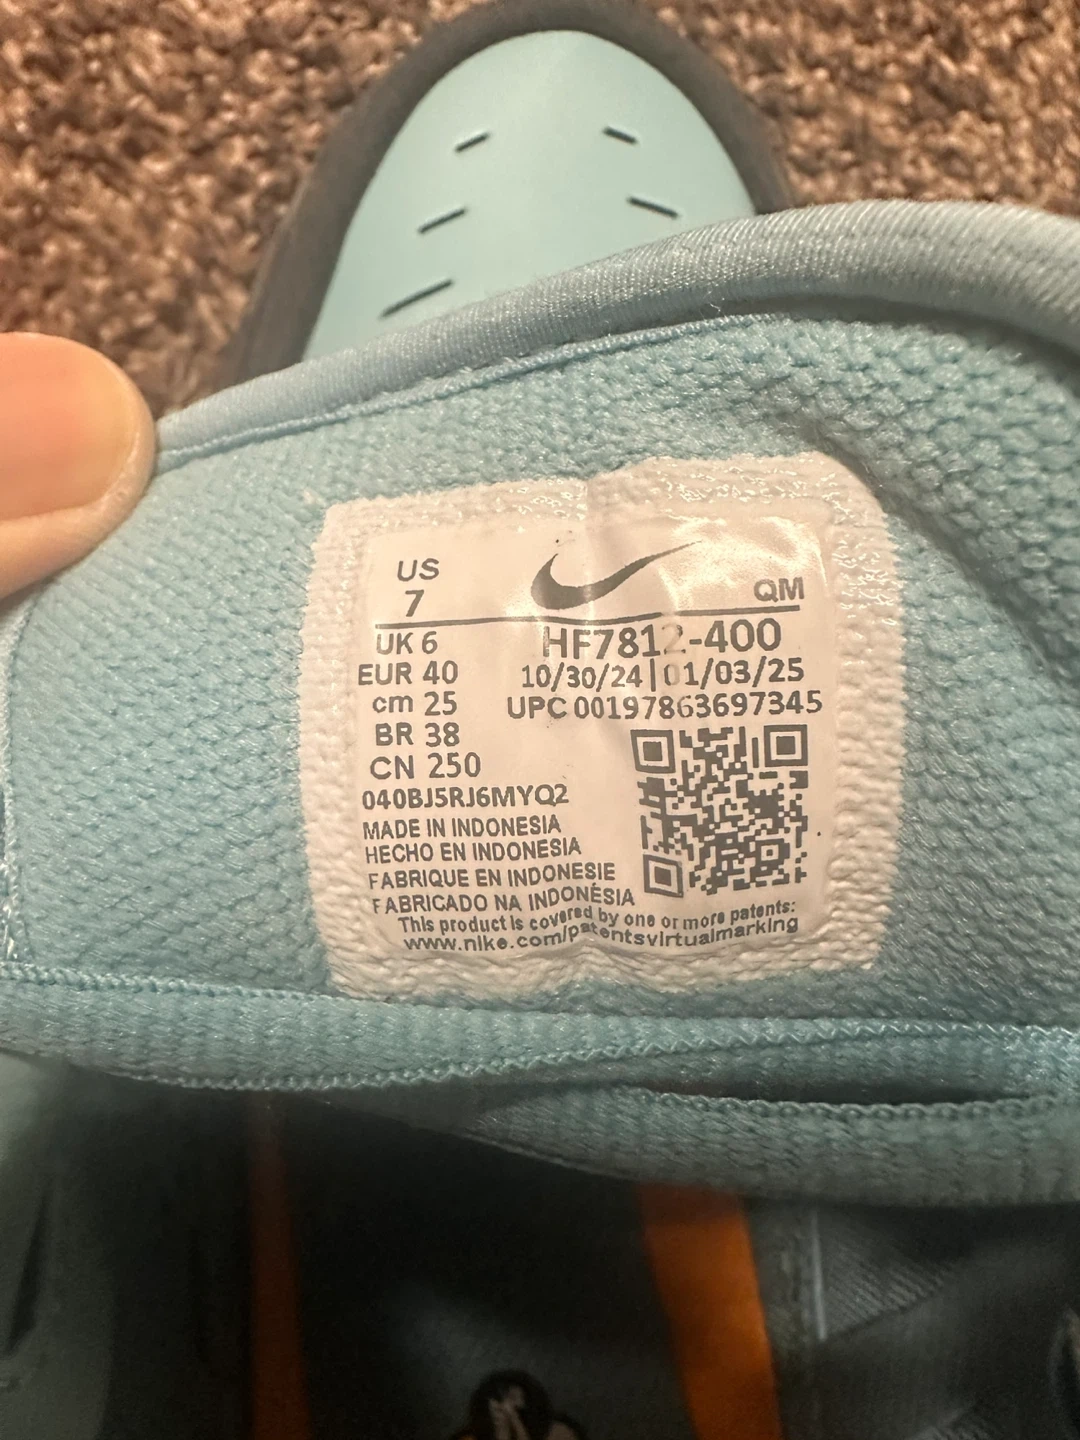 US
7
QM
UK 6
HF7812-400
EUR 40
10/30/24|01/03/25
cm 25
UPC 00197863697345
BR 38
CN 250
040BJ5RJ6MYQ2
MADE IN INDONESIA
HECHO EN INDONESIA
FABRIQUE EN INDONESIE
FABRICADO NA INDONÉSIA
This product is covered by one or more patents:
www.nike.com/patentsvirtualmarking